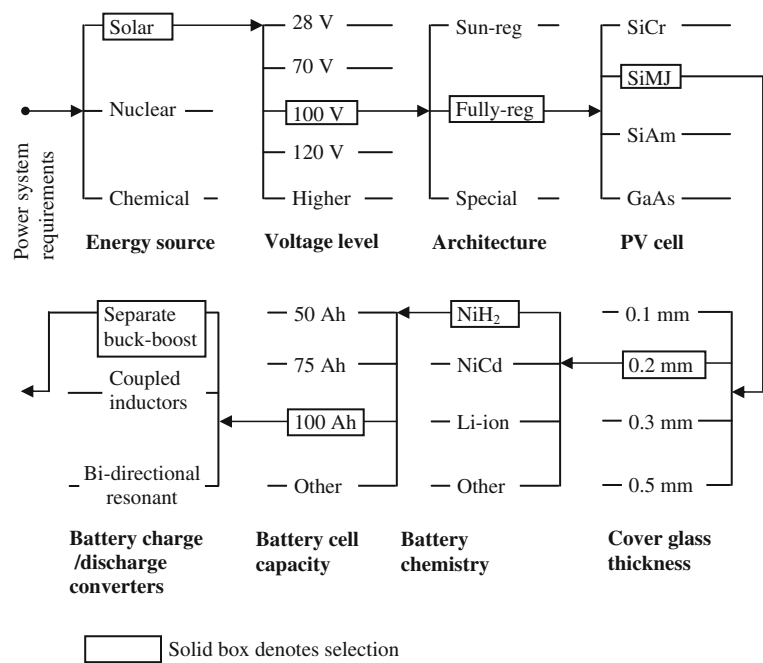 Solar
Nuclear
Chemical
Power system
requirements
Energy source
28 V
70 V
100 V
120 V
Higher
Voltage level
Sun-reg
Fully-reg
Special
Architecture
SiCr
SiMJ
SiAm
GaAs
PV cell
0.1 mm
0.2 mm
0.3 mm
0.5 mm
Cover glass
thickness
NiH₂
NiCd
Li-ion
Other
Battery
chemistry
50 Ah
75 Ah
100 Ah
Other
Battery cell
capacity
Separate
buck-boost
Coupled
inductors
Bi-directional
resonant
Battery charge
/discharge
converters
Solid box denotes selection